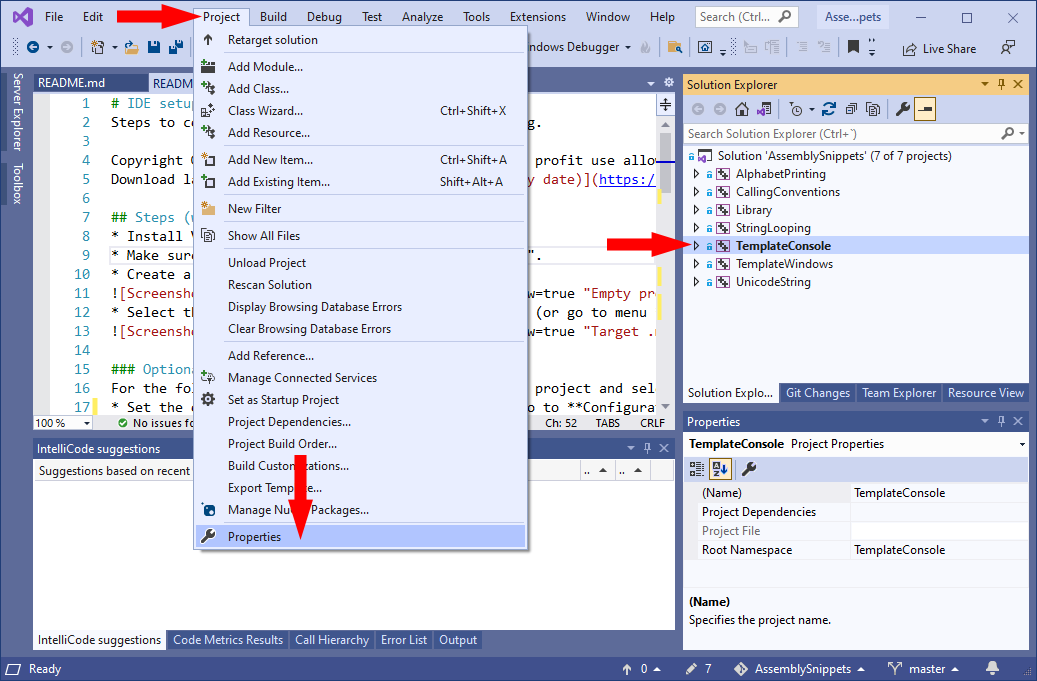 File
Edit
Project
Build
Debug
Test
Analyze
Tools
Extensions
Window
Help
Search (Ctrl...
Asse...pets
ndows Debugger
Live Share
Server Explorer
Toolbox
README.md
READM
1 # IDE setu
2 Steps to co
g.
3
4 Copyright
profit use allow
5 Download la
y date)](https:/
6
7 ## Steps (w
8 * Install V
9 * Make sure
".
10 * Create a
11 ![Screensho
w=true "Empty pro
12 * Select th
(or go to menu
13 ![Screensho
w=true "Target .
14
15 ### Optiona
16 For the fol
project and sel
17 * Set the
o to **Configurat
100 %
No issues fo
Ch: 52
TABS
CRLF
Retarget solution
Add Module...
Add Class...
Class Wizard...
Ctrl+Shift+X
Add Resource...
Add New Item...
Ctrl+Shift+A
Add Existing Item...
Shift+Alt+A
New Filter
Show All Files
Unload Project
Rescan Solution
Display Browsing Database Errors
Clear Browsing Database Errors
Add Reference...
Manage Connected Services
Set as Startup Project
Project Dependencies...
Project Build Order...
Build Customizations...
Export Temp...
Manage Nu Packages...
Properties
IntelliCode suggestions
Suggestions based on recent
..
..
IntelliCode suggestions
Code Metrics Results
Call Hierarchy
Error List
Output
Solution Explorer
Search Solution Explorer (Ctrl+`)
Solution 'AssemblySnippets' (7 of 7 projects)
AlphabetPrinting
CallingConventions
Library
StringLooping
TemplateConsole
TemplateWindows
UnicodeString
Solution Explo...
Git Changes
Team Explorer
Resource View
Properties
TemplateConsole Project Properties
(Name)
TemplateConsole
Project Dependencies
Project File
Root Namespace
TemplateConsole
(Name)
Specifies the project name.
Ready
0
7
AssemblySnippets
master